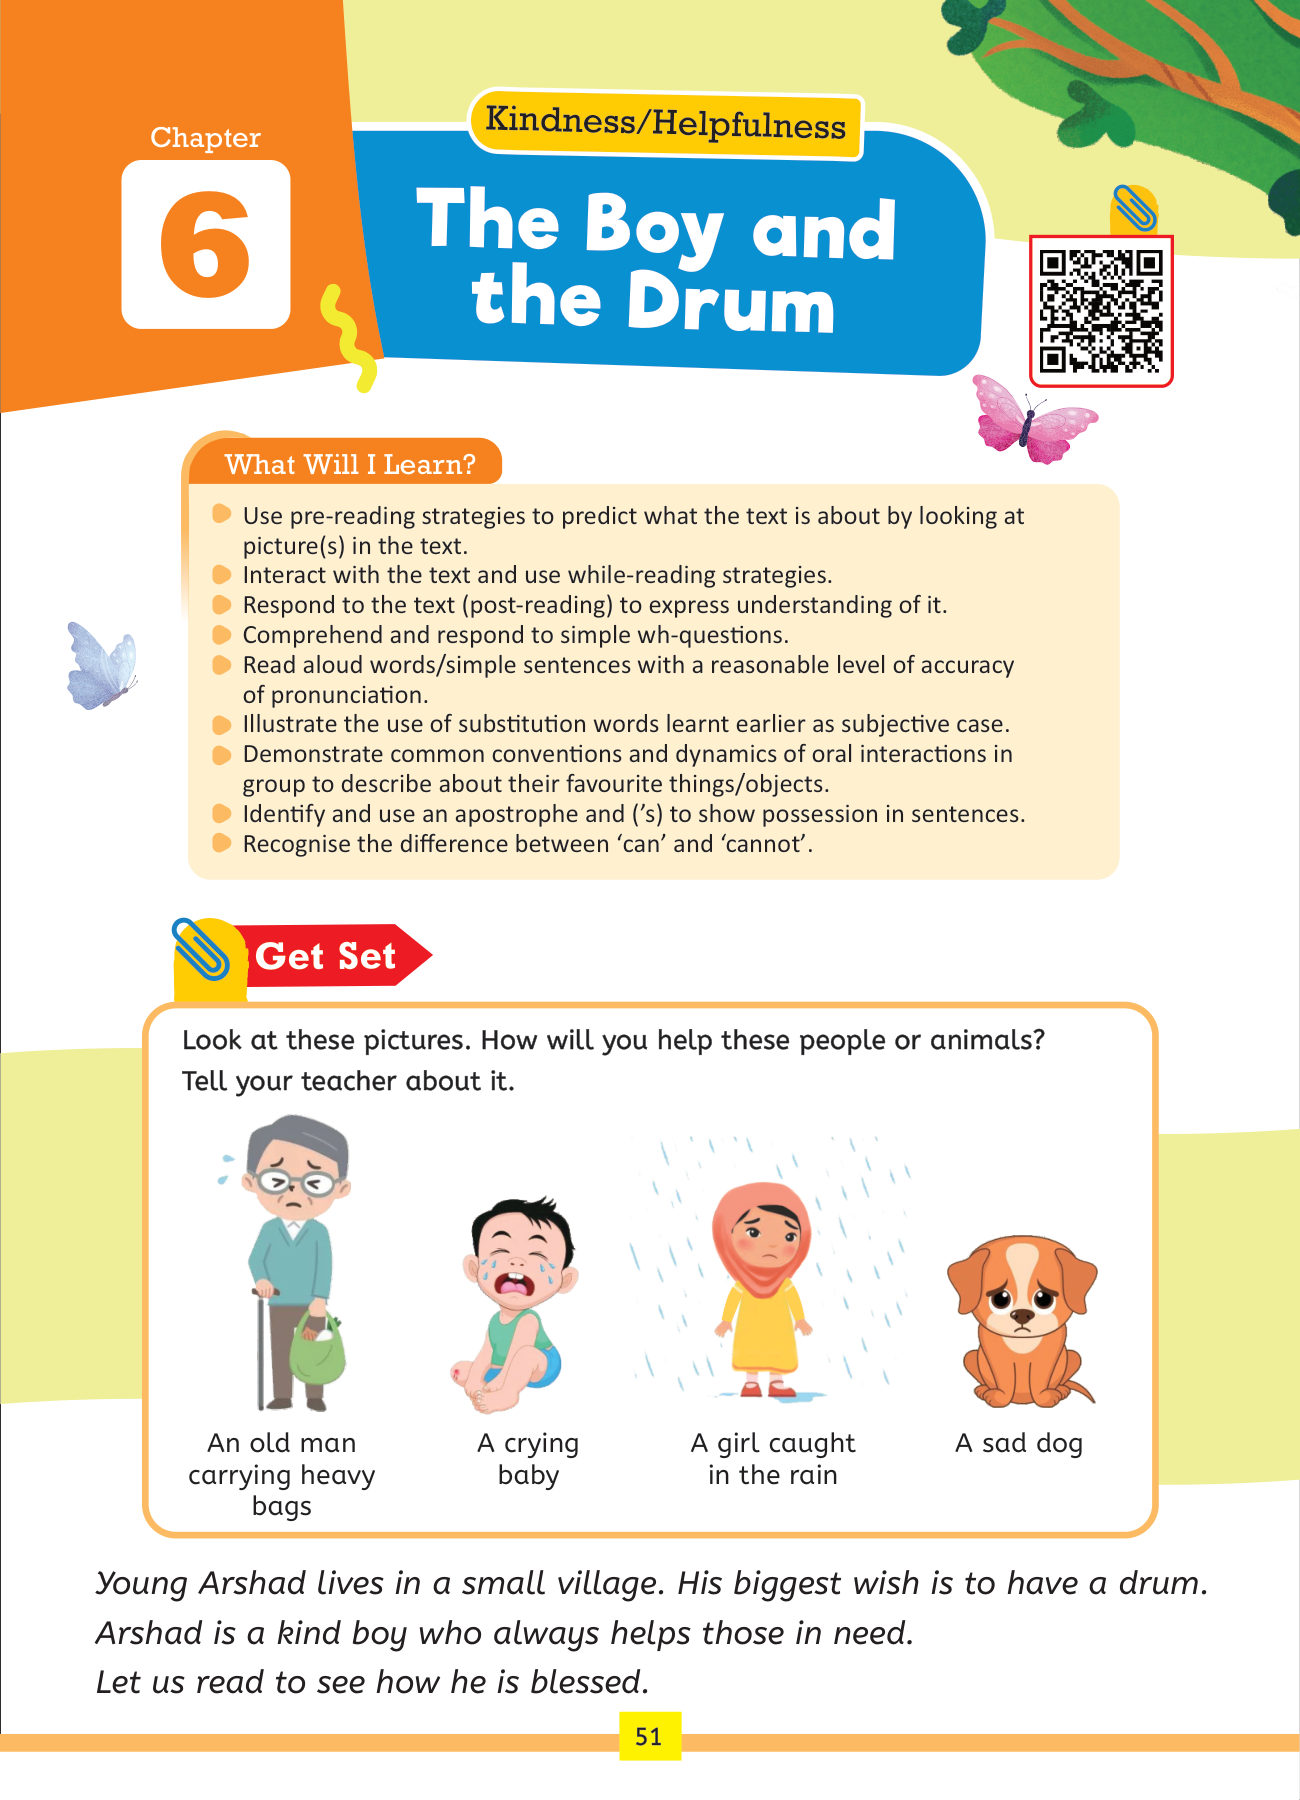 Chapter
6
Kindness/Helpfulness
The Boy and
the Drum
What Will I Learn?
Use pre-reading strategies to predict what the text is about by looking at
picture(s) in the text.
Interact with the text and use while-reading strategies.
Respond to the text (post-reading) to express understanding of it.
Comprehend and respond to simple wh-questions.
Read aloud words/simple sentences with a reasonable level of accuracy
of pronunciation.
Illustrate the use of substitution words learnt earlier as subjective case.
Demonstrate common conventions and dynamics of oral interactions in
group to describe about their favourite things/objects.
Identify and use an apostrophe and (’s) to show possession in sentences.
Recognise the difference between ‘can’ and ‘cannot’.
Get Set
Look at these pictures. How will you help these people or animals?
Tell your teacher about it.
An old man
carrying heavy
bags
A crying
baby
A girl caught
in the rain
A sad dog
Young Arshad lives in a small village. His biggest wish is to have a drum.
Arshad is a kind boy who always helps those in need.
Let us read to see how he is blessed.
51